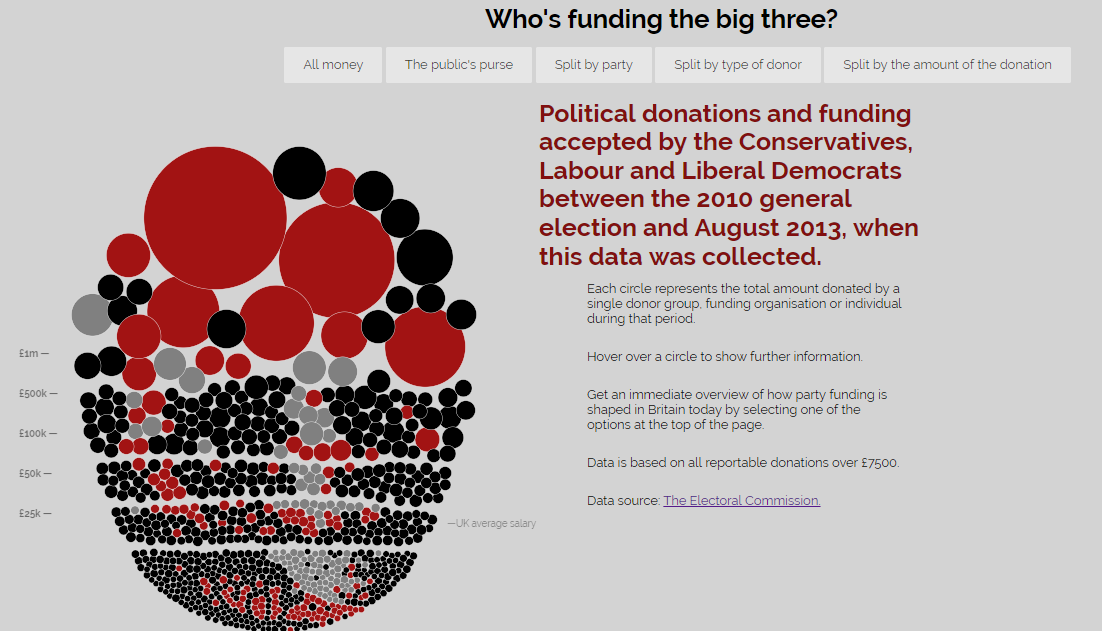 Who's funding the big three?
All money
The public's purse
Split by party
Split by type of donor
Split by the amount of the donation
Political donations and funding
accepted by the Conservatives,
Labour and Liberal Democrats
between the 2010 general
election and August 2013, when
this data was collected.
Each circle represents the total amount donated by a
single donor group, funding organisation or individual
during that period.
Hover over a circle to show further information.
Get an immediate overview of how party funding is
shaped in Britain today by selecting one of the
options at the top of the page.
Data is based on all reportable donations over £7500.
Data source: The Electoral Commission.
£1m —
£500k —
£100k —
£50k —
£25k —
—UK average salary